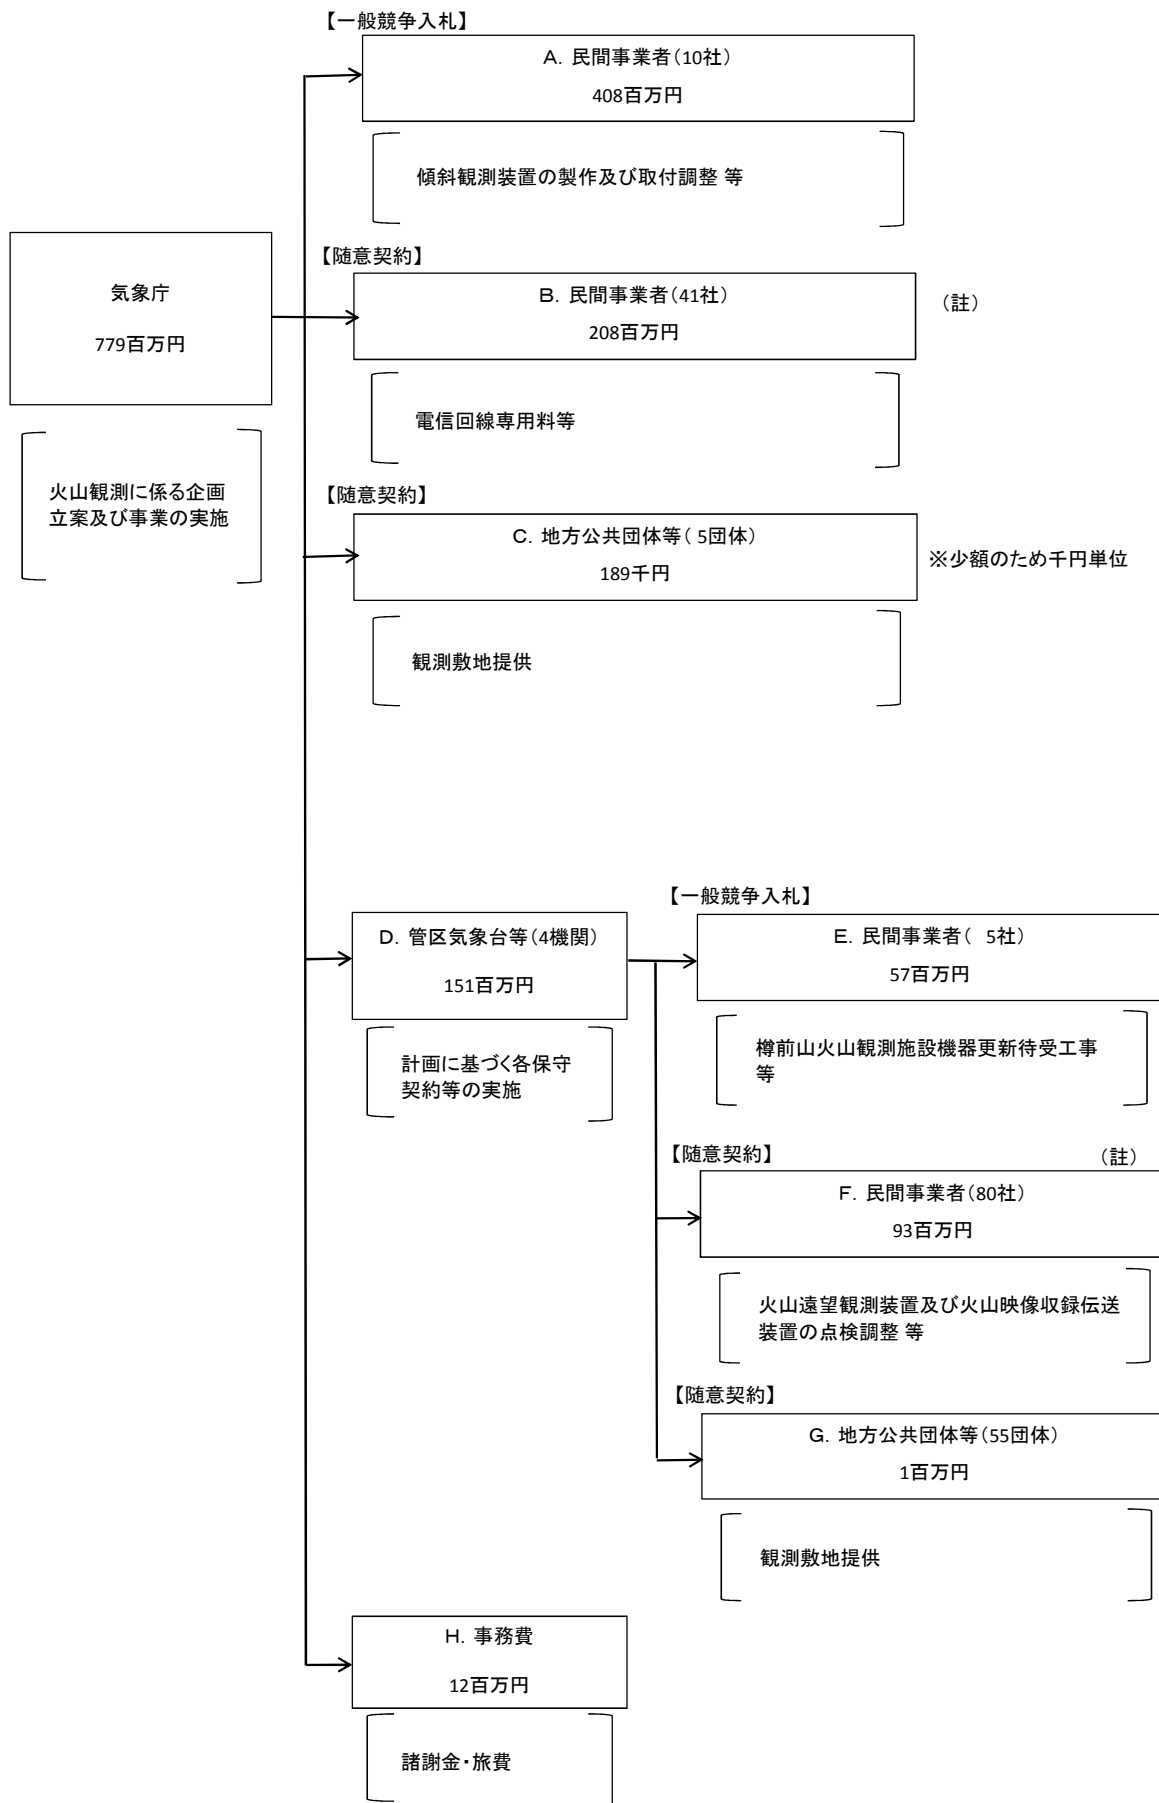 【一般競争入札】
A. 民間事業者(10社)
408百万円
傾斜観測装置の製作及び取付調整 等
気象庁
779百万円
火山観測に係る企画
立案及び事業の実施
【随意契約】
B. 民間事業者(41社)
208百万円
(註)
電信回線専用料等
【随意契約】
C. 地方公共団体等( 5団体)
189千円
※少額のため千円単位
観測敷地提供
D. 管区気象台等(4機関)
151百万円
計画に基づく各保守
契約等の実施
【一般競争入札】
E. 民間事業者( 5社)
57百万円
樽前山火山観測施設機器更新待受工事
等
【随意契約】
(註)
F. 民間事業者(80社)
93百万円
火山遠望観測装置及び火山映像収録伝送
装置の点検調整 等
【随意契約】
G. 地方公共団体等(55団体)
1百万円
観測敷地提供
H. 事務費
12百万円
諸謝金・旅費